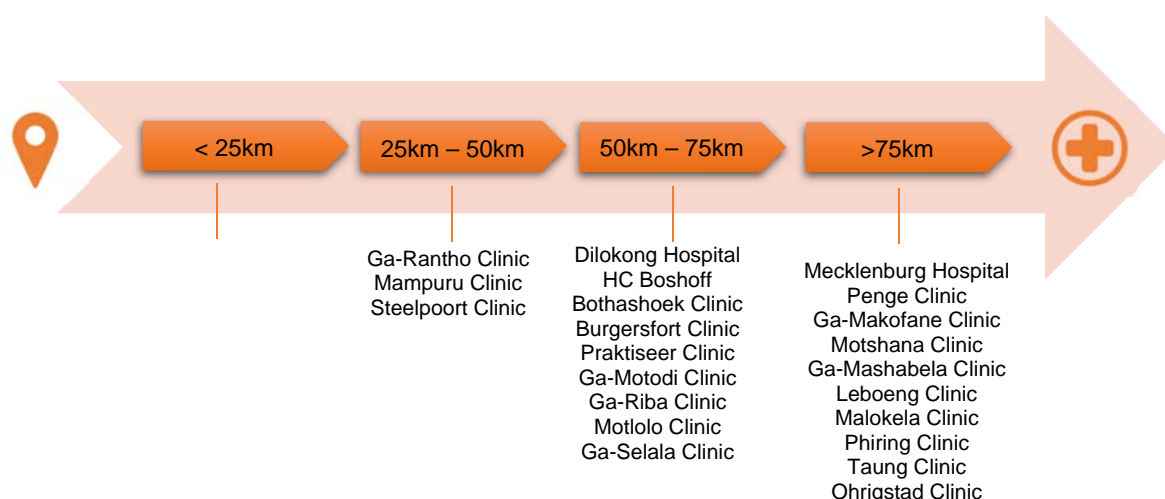 < 25km
25km – 50km
50km – 75km
>75km
Ga-Rantho Clinic
Mampuru Clinic
Steelpoort Clinic
Dilokong Hospital
HC Boshoff
Bothashoek Clinic
Burgersfort Clinic
Praktiseer Clinic
Ga-Motodi Clinic
Ga-Riba Clinic
Motlolo Clinic
Ga-Selala Clinic
Mecklenburg Hospital
Penge Clinic
Ga-Makofane Clinic
Motshana Clinic
Ga-Mashabela Clinic
Leboeng Clinic
Malokela Clinic
Phiring Clinic
Taung Clinic
Ohrigstad Clinic